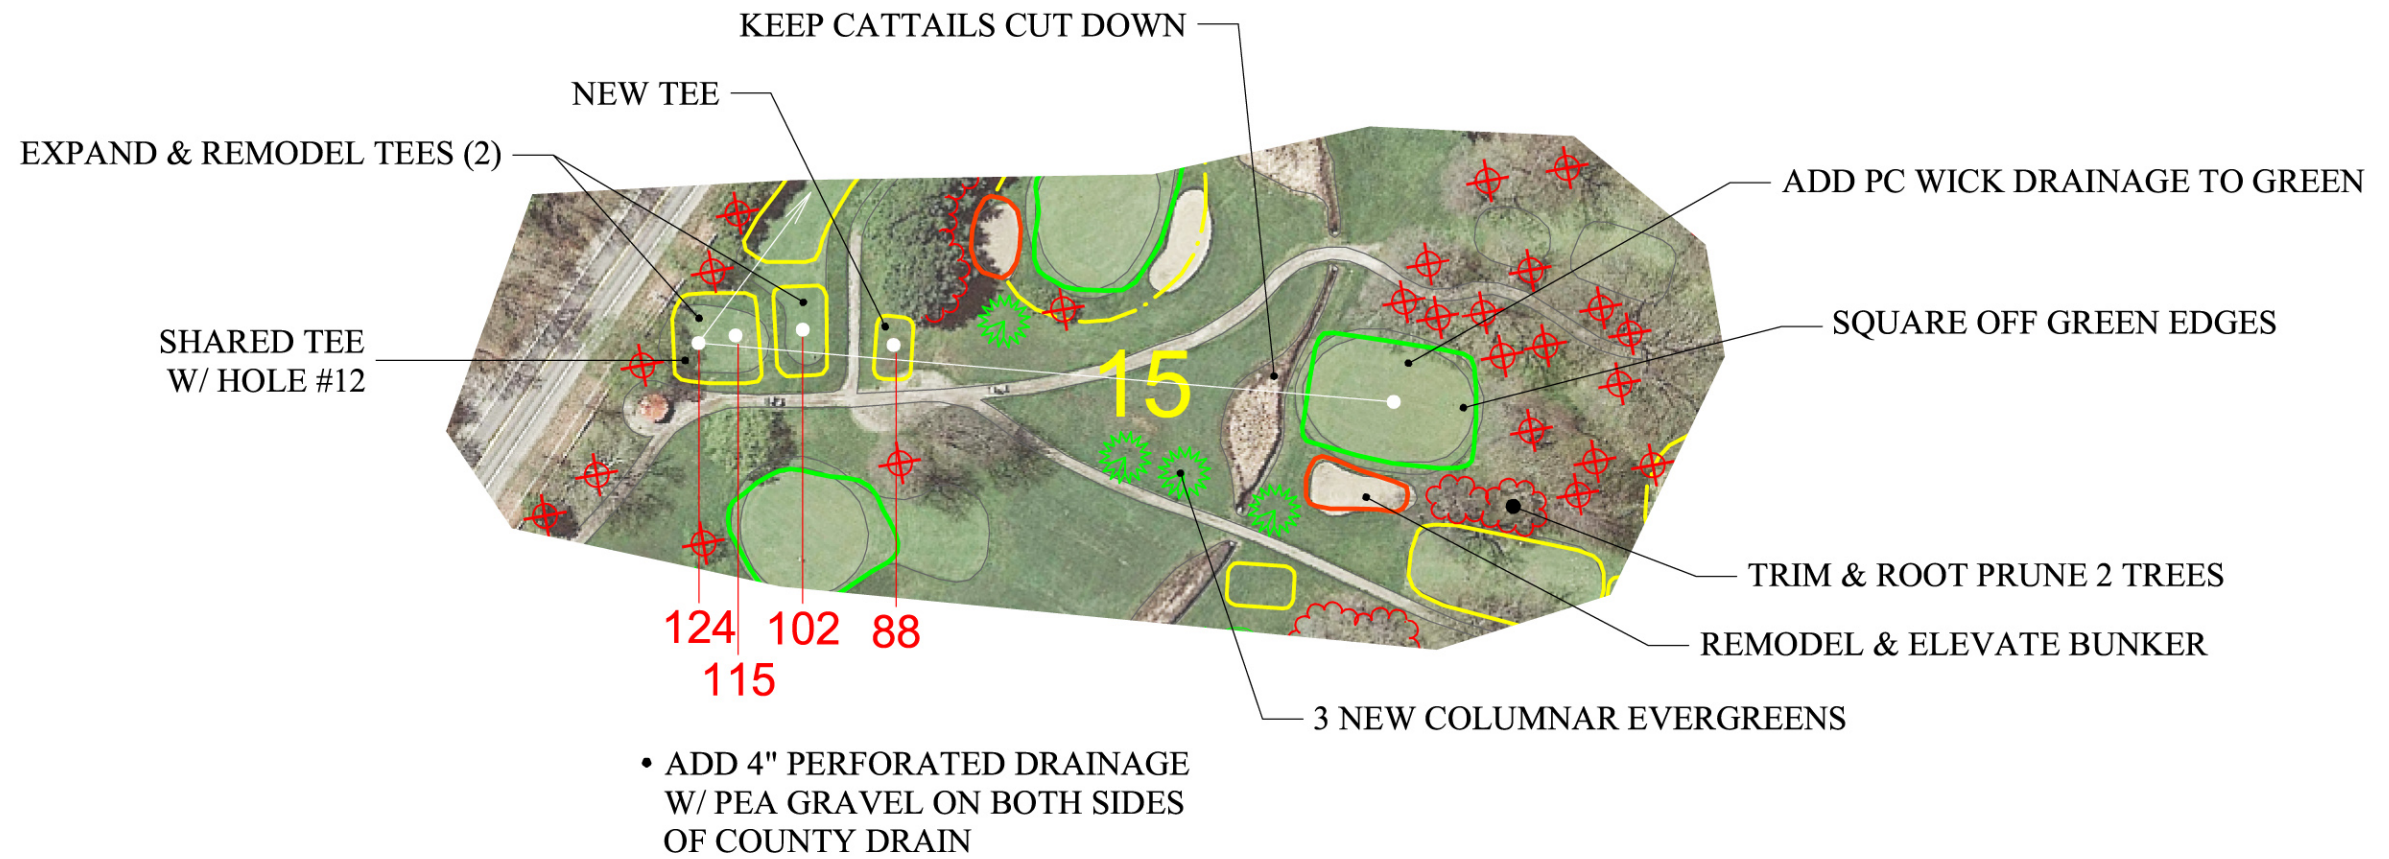 KEEP CATTAILS CUT DOWN
NEW TEE
EXPAND & REMODEL TEES (2)
ADD PC WICK DRAINAGE TO GREEN
SQUARE OFF GREEN EDGES
SHARED TEE
W/ HOLE #12
15
TRIM & ROOT PRUNE 2 TREES
124
102
88
REMODEL & ELEVATE BUNKER
115
3 NEW COLUMNAR EVERGREENS
• ADD 4" PERFORATED DRAINAGE
W/ PEA GRAVEL ON BOTH SIDES
OF COUNTY DRAIN